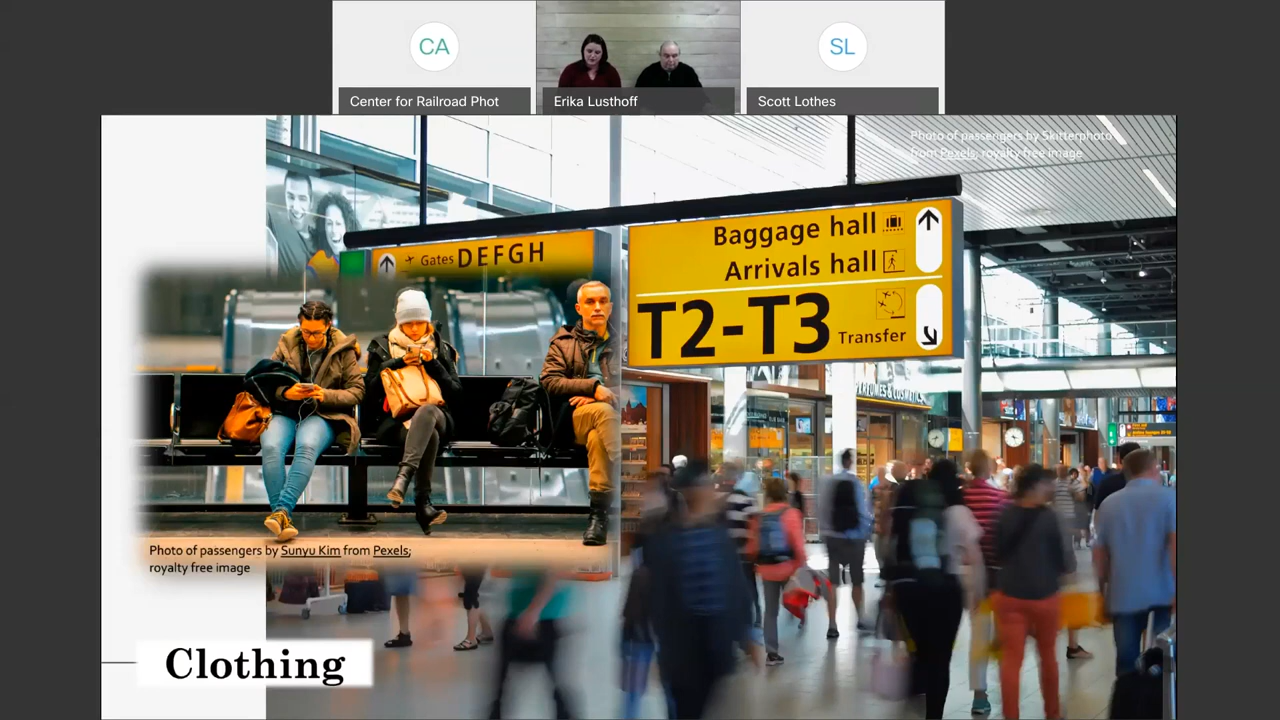 CA
SL
Center for Railroad Phot
Erika Lusthoff
Scott Lothes
Photo of passengers by Skitterphoto
from Pexels; royalty free image
Baggage hall
Arrivals hall
T2-T3 Transfer
Gates DEFGH
PERFUMES & COSMETICS
Photo of passengers by Sunyu Kim from Pexels;
royalty free image
Clothing